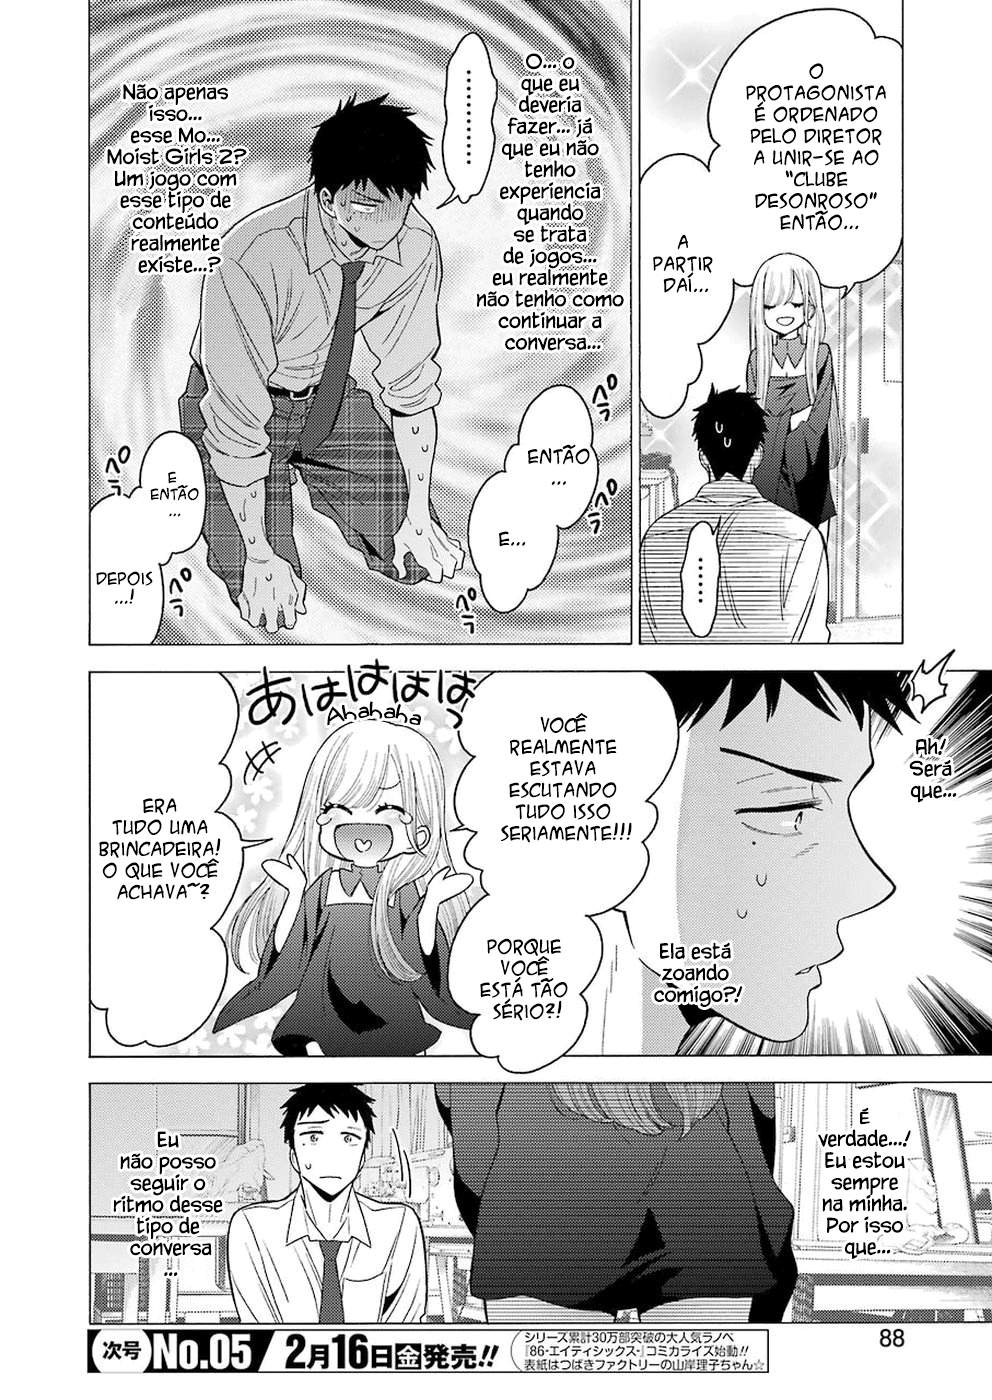 O
PROTAGONISTA
É ORDENADO
PELO DIRETOR
A UNIR-SE AO
"CLUBE
DESONROSO"
ENTÃO...
A
PARTIR
DAÍ...
O... o
que eu
deveria
fazer... já
que eu não
tenho
experiencia
quando
se trata
de jogos...
eu realmente
não tenho como
continuar a
conversa...
Não apenas
isso...
esse Mo...
Moist Girls 2?
Um jogo com
esse tipo de
conteúdo
realmente
existe...?
ENTÃO
...
E...
E
ENTÃO
...
DEPOIS
...!
ペラ
ペラ
ペラ
ペラ
Ah!
Será
que...
Ela está
zoando
comigo?!
VOCÊ
REALMENTE
ESTAVA
ESCUTANDO
TUDO ISSO
SERIAMENTE!!!
PORQUE
VOCÊ
ESTÁ TÃO
SÉRIO?!
あはははっ
Ahahaha
ERA
TUDO UMA
BRINCADEIRA!
O QUE VOCÊ
ACHAVA~?
É
verdade...!
Eu estou
sempre
na minha.
Por isso
que...
Eu
não posso
seguir o
ritmo desse
tipo de
conversa
...
次号 No.05 2月16日金発売!!
シリーズ累計30万部突破の大人気ラノベ
『86-エイティシックス-』コミカライズ始動!!
表紙はつばきファクトリーの山岸理子ちゃん☆
88